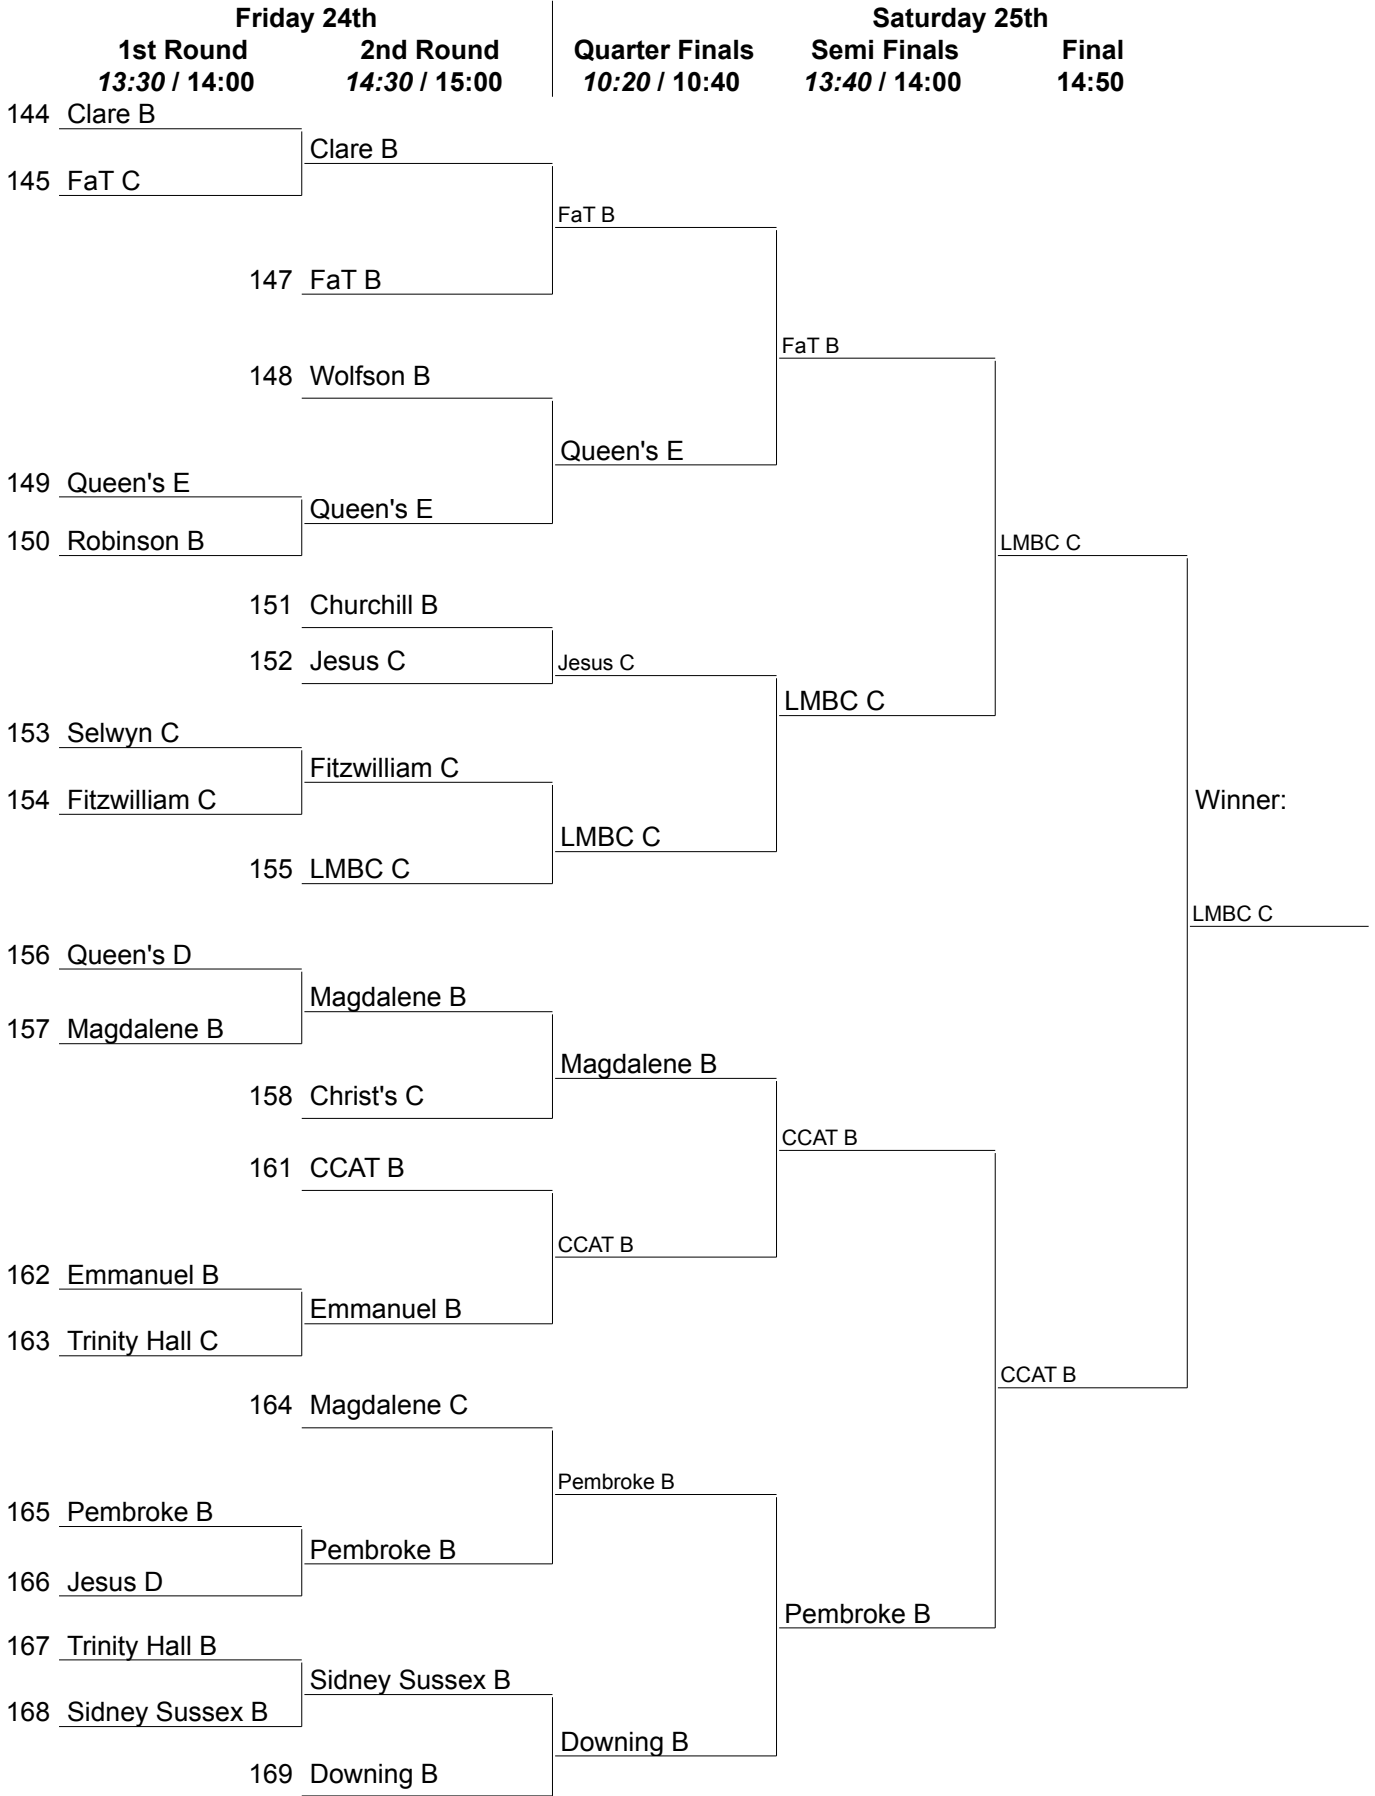 Friday 24th Saturday 25th
1st Round 2nd Round Quarter Finals Semi Finals Final
13:30 / 14:00 14:30 / 15:00 10:20 / 10:40 13:40 / 14:00 14:50
144 Clare B
Clare B
145 FaT C
FaT B
147 FaT B
FaT B
148 Wolfson B
Queen's E
149 Queen's E
Queen's E
150 Robinson B
LMBC C
151 Churchill B
152 Jesus C Jesus C
LMBC C
153 Selwyn C
Fitzwilliam C
154 Fitzwilliam C Winner:
LMBC C
155 LMBC C
LMBC C
156 Queen's D
Magdalene B
157 Magdalene B
Magdalene B
158 Christ's C
CCAT B
161 CCAT B
CCAT B
162 Emmanuel B
Emmanuel B
163 Trinity Hall C
CCAT B
164 Magdalene C
Pembroke B
165 Pembroke B
Pembroke B
166 Jesus D
Pembroke B
167 Trinity Hall B
Sidney Sussex B
168 Sidney Sussex B
Downing B
169 Downing B